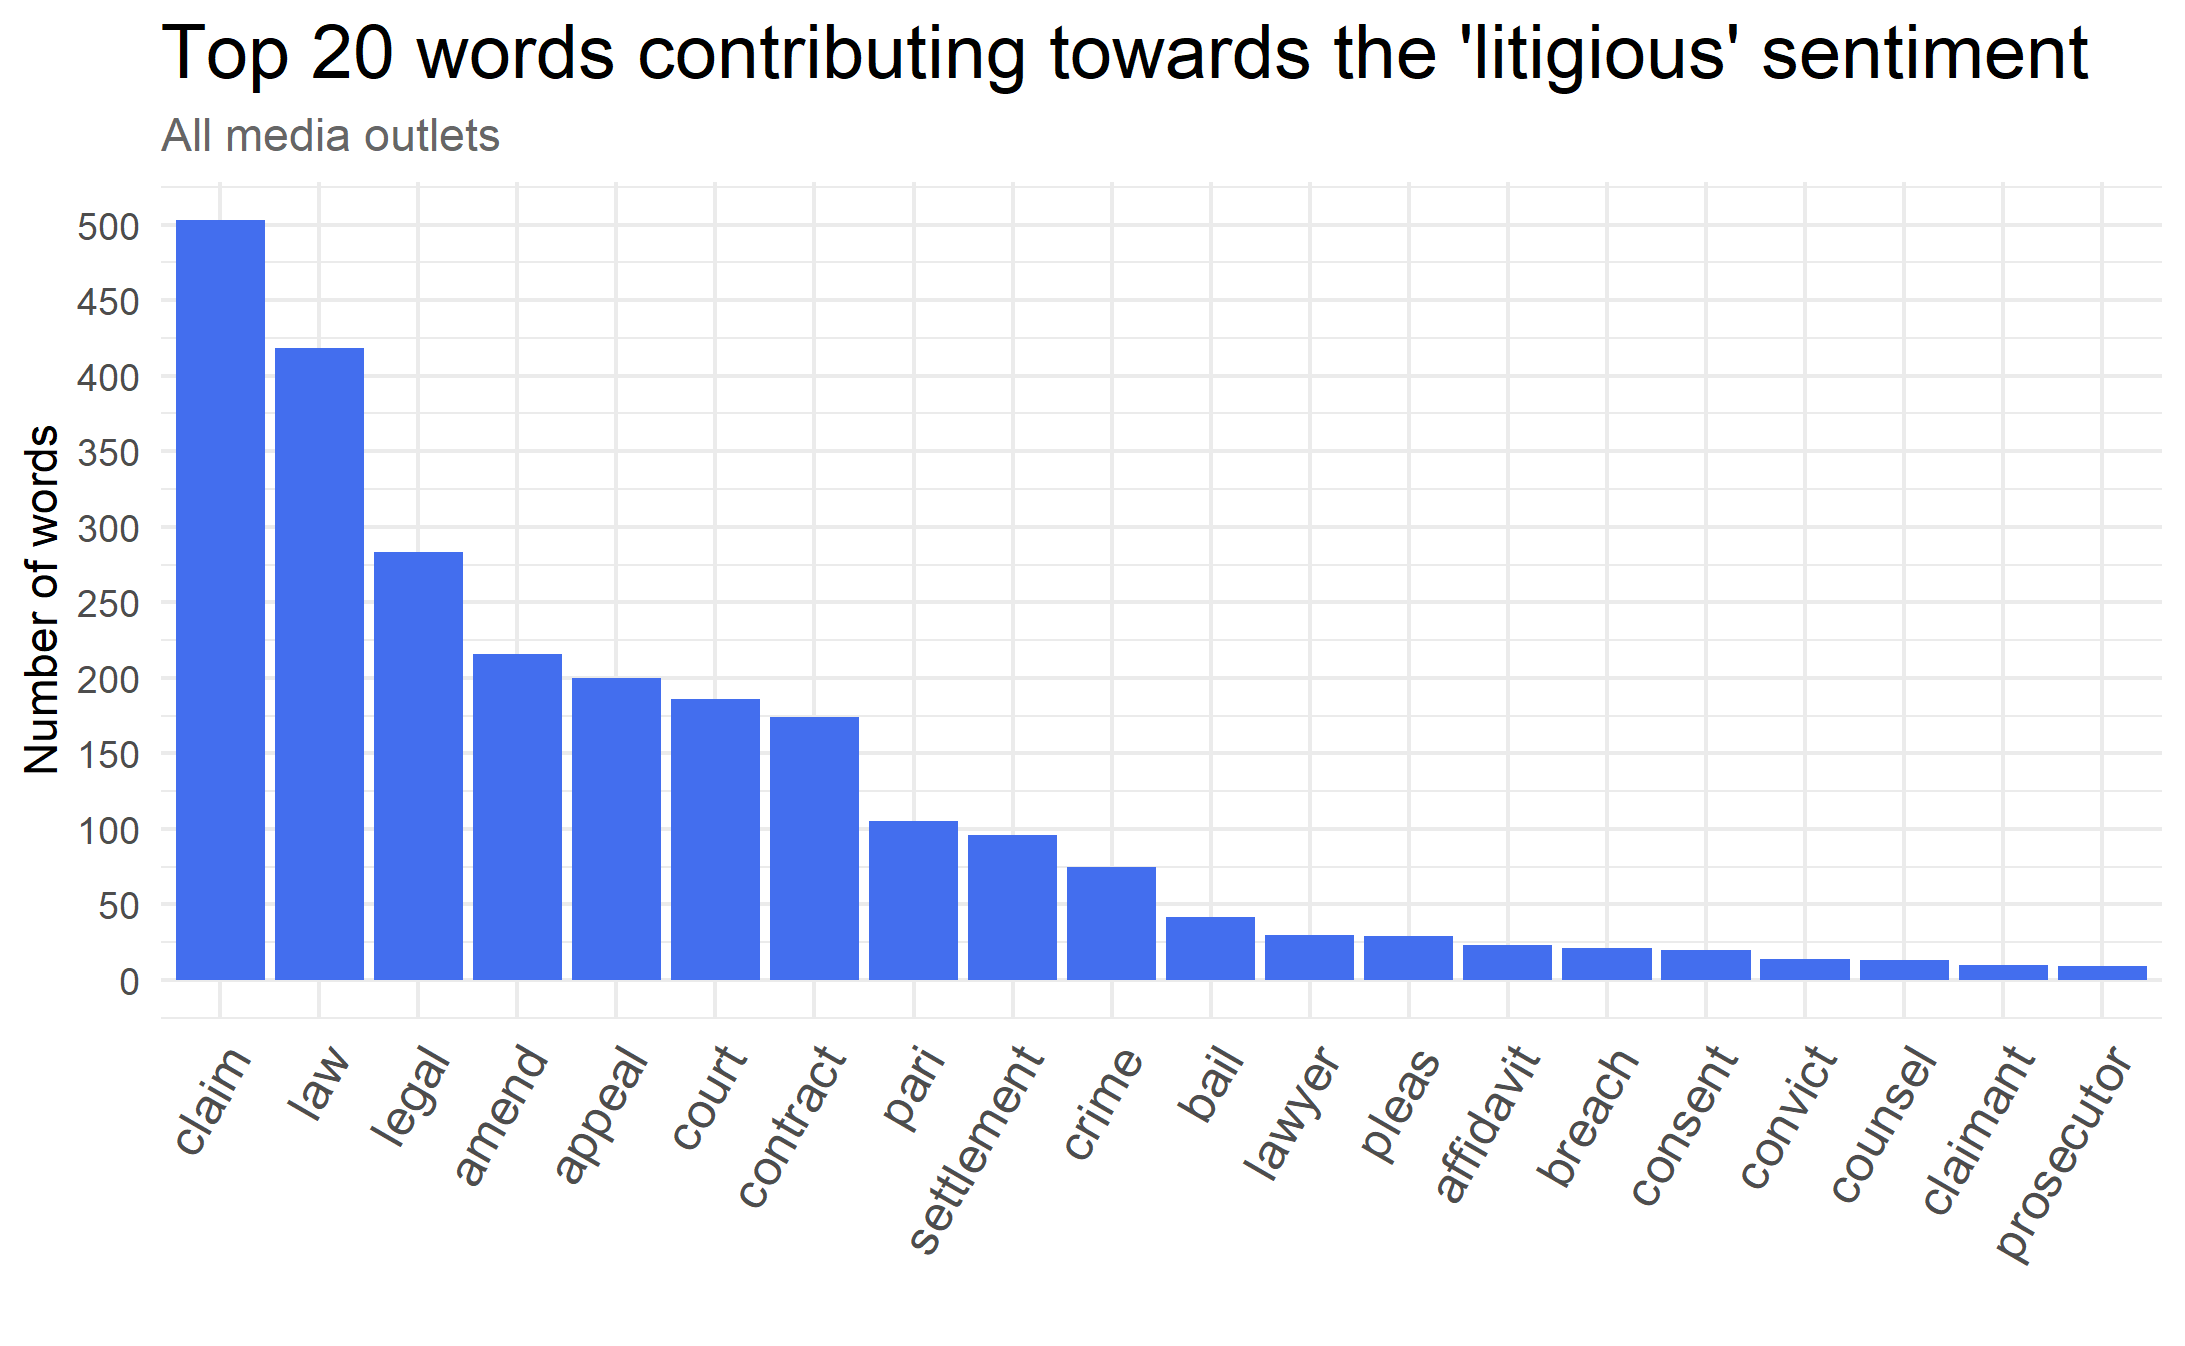 Top 20 words contributing towards the 'litigious' sentiment
All media outlets
Number of words
500
450
400
350
300
250
200
150
100
50
0
claim
law
legal
amend
appeal
court
contract
pari
settlement
crime
bail
lawyer
pleas
affidavit
breach
consent
convict
counsel
claimant
prosecutor